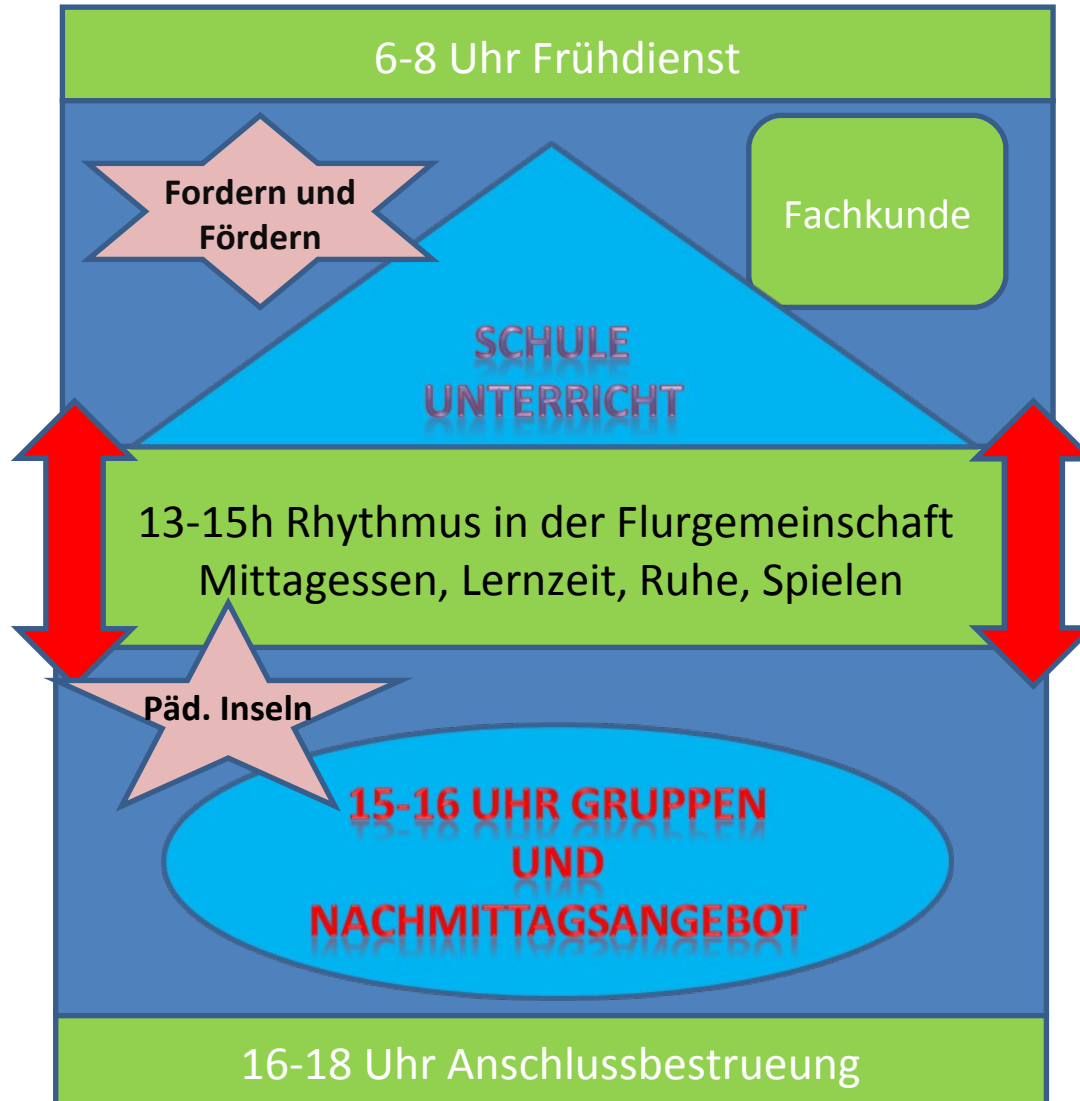 6-8 Uhr Frühdienst
Fordern und
Fördern
Fachkunde
SCHULE
UNTERRICHT
13-15h Rhythmus in der Flurgemeinschaft
Mittagessen, Lernzeit, Ruhe, Spielen
Päd. Inseln
15-16 UHR GRUPPEN
UND
NACHMITTAGSANGEBOT
16-18 Uhr Anschlussbestrueung